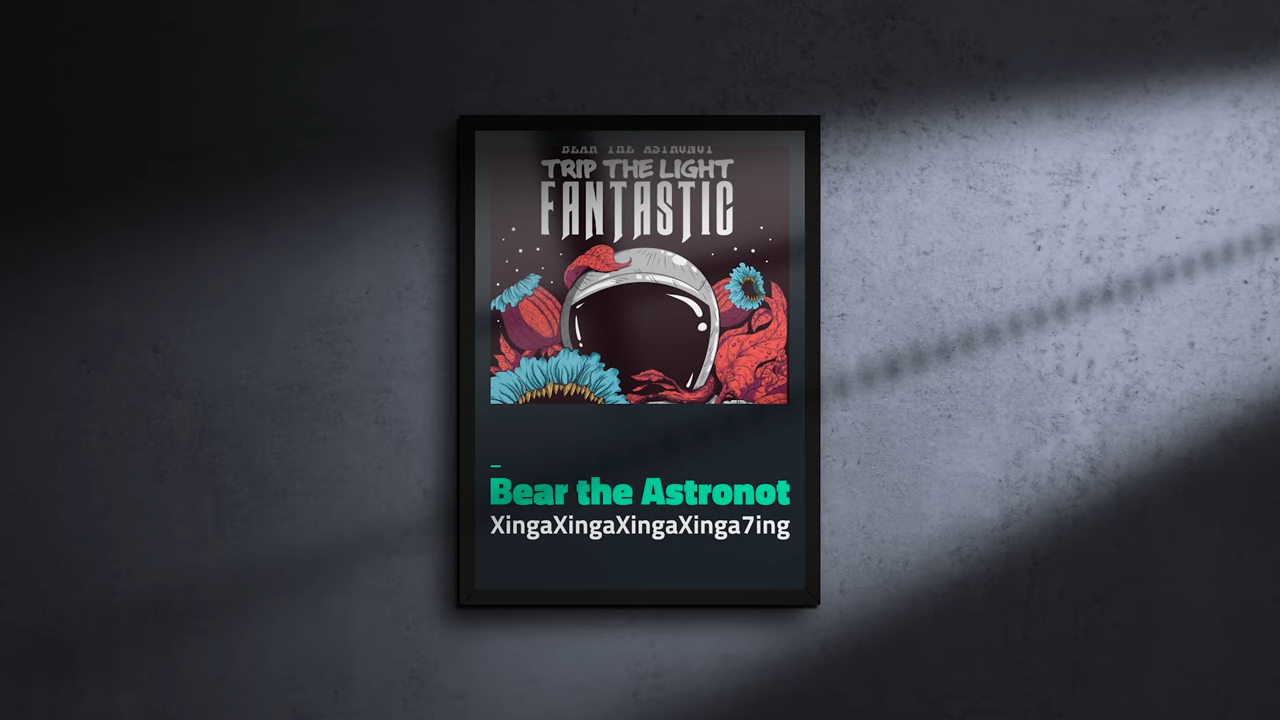 BEAR THE ASTRONOT
TRIP THE LIGHT
FANTASTIC
Bear the Astronot
XingaXingaXingaXinga7ing